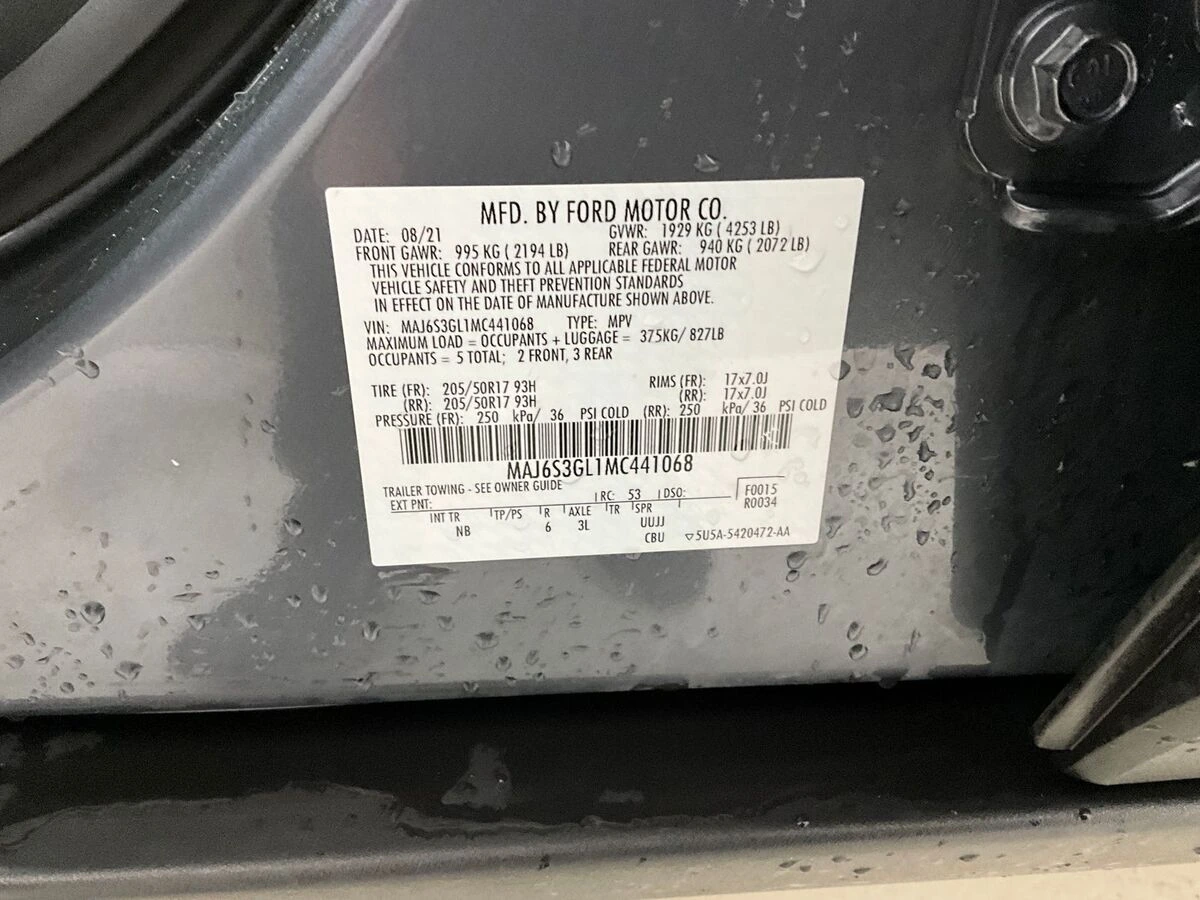 MFD. BY FORD MOTOR CO.
DATE: 08/21 GVWR: 1929 KG ( 4253 LB)
FRONT GAWR: 995 KG ( 2194 LB) REAR GAWR: 940 KG ( 2072 LB)
THIS VEHICLE CONFORMS TO ALL APPLICABLE FEDERAL MOTOR
VEHICLE SAFETY AND THEFT PREVENTION STANDARDS
IN EFFECT ON THE DATE OF MANUFACTURE SHOWN ABOVE.
VIN: MAJ6S3GL1MC441068 TYPE: MPV
MAXIMUM LOAD = OCCUPANTS + LUGGAGE = 375KG/ 827LB
OCCUPANTS = 5 TOTAL; 2 FRONT, 3 REAR
TIRE (FR): 205/50R17 93H RIMS (FR): 17x7.0J
(RR): 205/50R17 93H (RR): 17x7.0J
PRESSURE (FR): 250 kPa/ 36 PSI COLD (RR): 250 kPa/ 36 PSI COLD
MAJ6S3GL1MC441068
TRAILER TOWING - SEE OWNER GUIDE
EXT PNT: RC: 53 DSO: F0015
R0034
INT TR TP/PS R AXLE TR SPR
NB 6 3L UUJJ
CBU ▽5U5A-5420472-AA